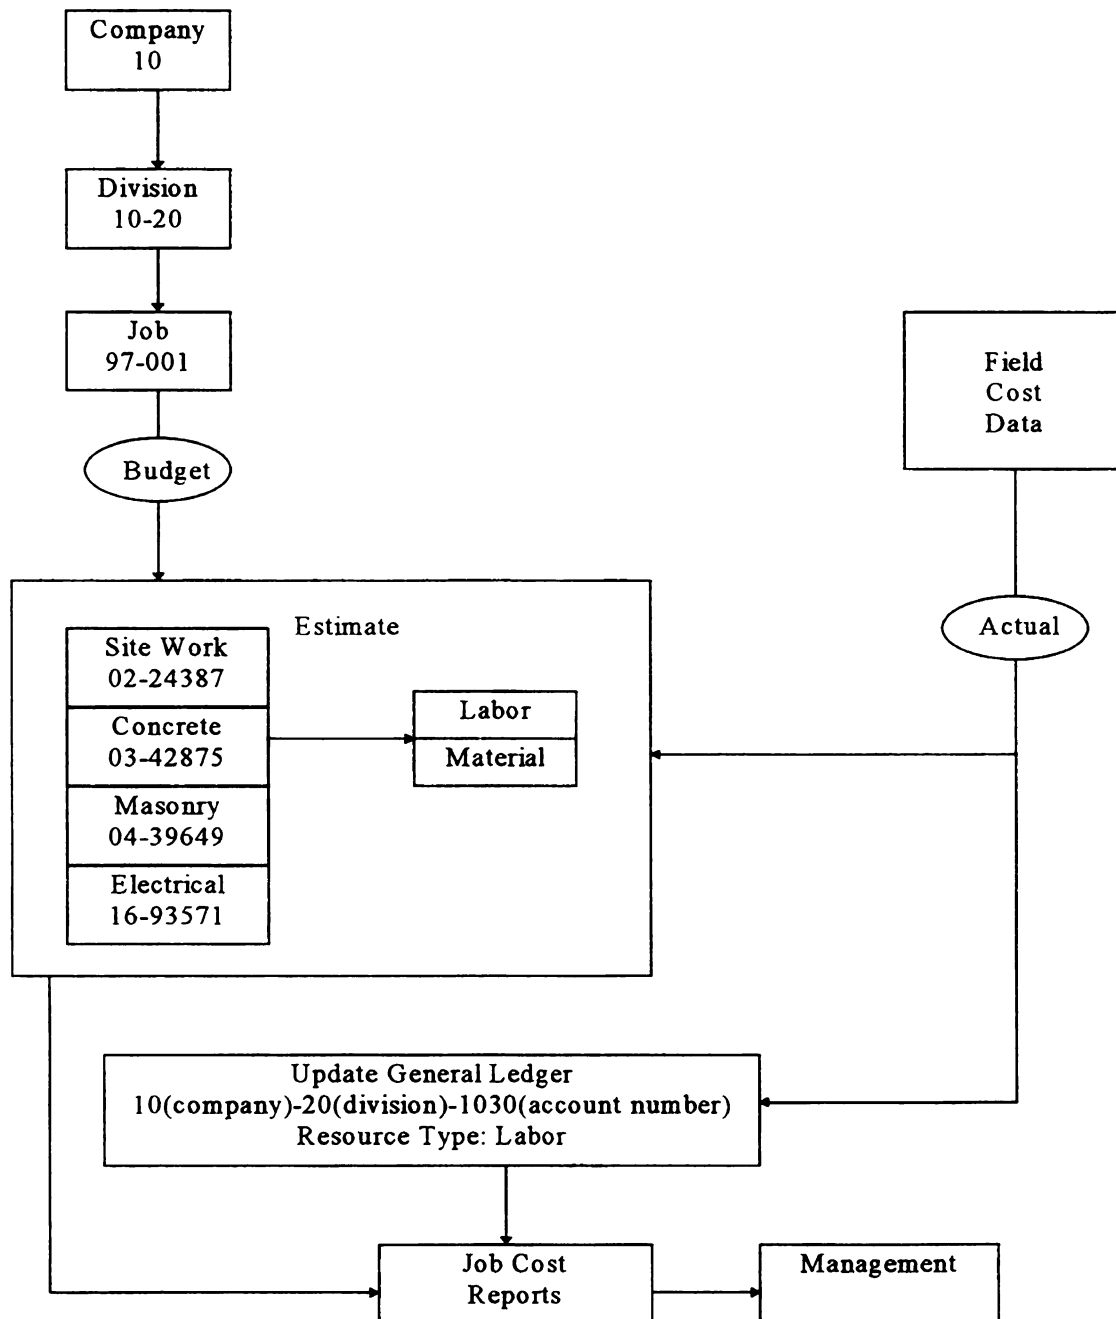 Company
10
Division
10-20
Job
97-001
Budget
Field
Cost
Data
Actual
Estimate
Site Work
02-24387
Concrete
03-42875
Masonry
04-39649
Electrical
16-93571
Labor
Material
Update General Ledger
10(company)-20(division)-1030(account number)
Resource Type: Labor
Job Cost
Reports
Management